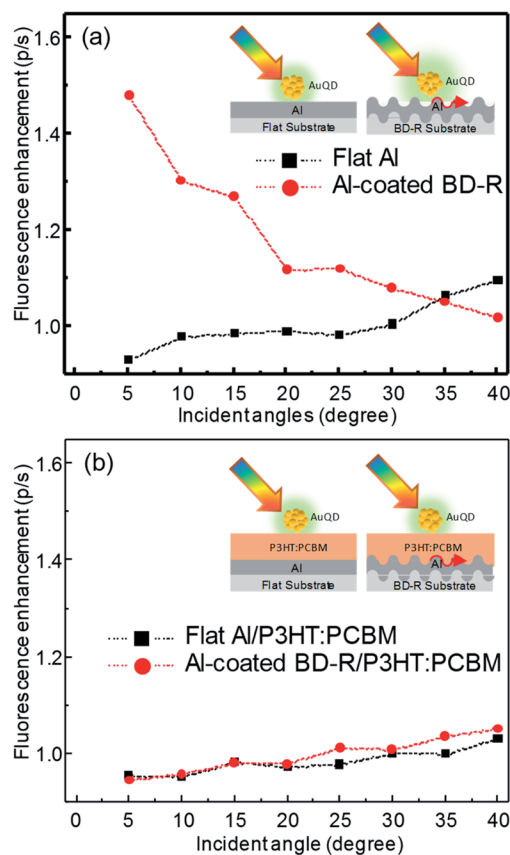 (a)
Fluorescence enhancement (p/s)
1.6
1.4
1.2
1.0
AuQD
AuQD
Al
Flat Substrate
Al
BD-R Substrate
Flat Al
Al-coated BD-R
0 5 10 15 20 25 30 35 40
Incident angles (degree)
(b)
Fluorescence enhancement (p/s)
1.6
1.4
1.2
1.0
AuQD
AuQD
P3HT:PCBM
Al
Flat Substrate
P3HT:PCBM
Al
BD-R Substrate
Flat Al/P3HT:PCBM
Al-coated BD-R/P3HT:PCBM
0 5 10 15 20 25 30 35 40
Incident angle (degree)